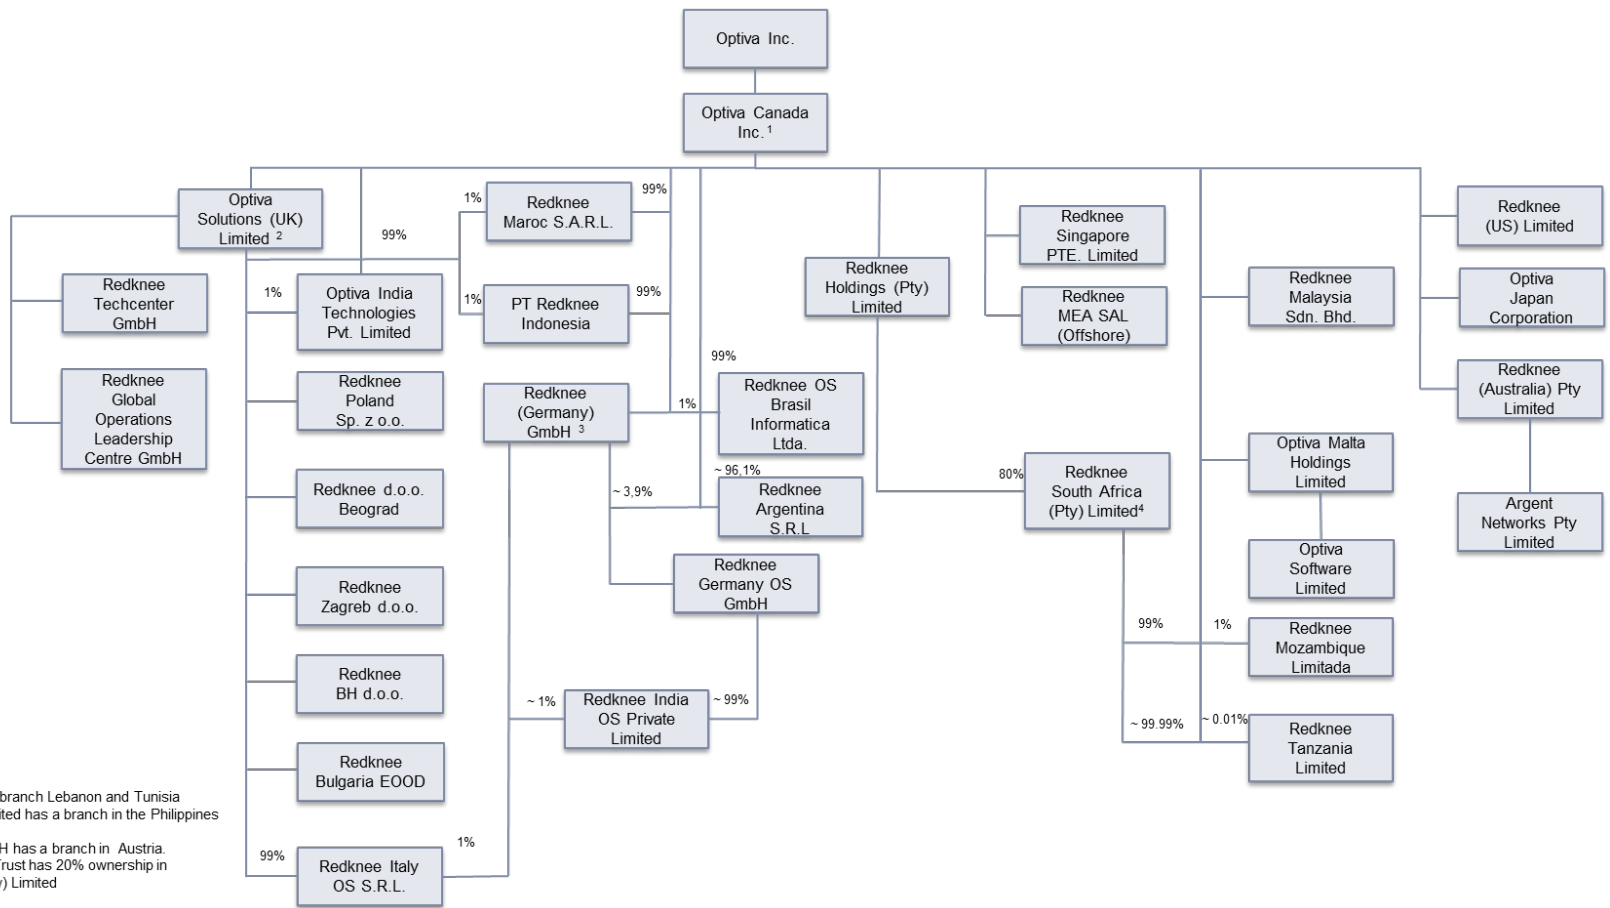 Optiva Inc.
Optiva Canada
Inc. 1
Optiva
Solutions (UK)
Limited 2
99%
1%
Redknee
Maroc S.A.R.L.
99%
Redknee
Techcenter
GmbH
1%
Optiva India
Technologies
Pvt. Limited
1%
PT Redknee
Indonesia
99%
Redknee
Holdings (Pty)
Limited
Redknee
Singapore
PTE. Limited
Redknee
MEA SAL
(Offshore)
Redknee
Malaysia
Sdn. Bhd.
Redknee
(US) Limited
Optiva
Japan
Corporation
Redknee
Global
Operations
Leadership
Centre GmbH
Redknee
Poland
Sp. z o.o.
Redknee
(Germany)
GmbH 3
1%
99%
Redknee OS
Brasil
Informatica
Ltda.
Redknee
(Australia) Pty
Limited
Redknee d.o.o.
Beograd
~ 3,9%
~ 96,1%
Redknee
Argentina
S.R.L
80%
Redknee
South Africa
(Pty) Limited4
Optiva Malta
Holdings
Limited
Argent
Networks Pty
Limited
Redknee
Zagreb d.o.o.
Redknee
Germany OS
GmbH
Optiva
Software
Limited
Redknee
BH d.o.o.
~ 1%
Redknee India
OS Private
Limited
~ 99%
99%
1%
Redknee
Mozambique
Limitada
Redknee
Bulgaria EOOD
~ 99.99%
~ 0.01%
Redknee
Tanzania
Limited
99%
Redknee Italy
OS S.R.L.
1%
branch Lebanon and Tunisia
ited has a branch in the Philippines
H has a branch in Austria.
Trust has 20% ownership in
) Limited